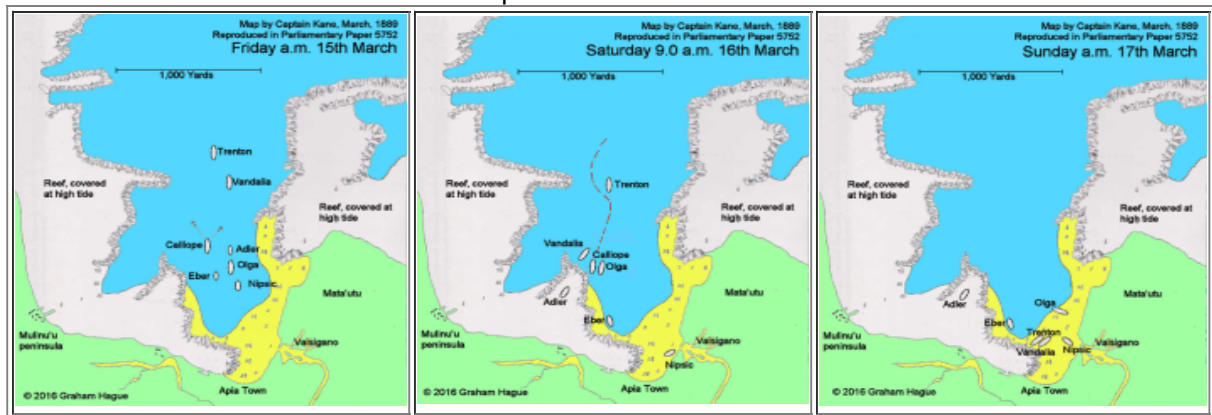 Map by Captain Kane, March, 1889
Reproduced in Parliamentary Paper 5752
Friday a.m. 15th March
1,000 Yards
Trenton
Vandalia
Reef, covered
at high tide
Reef, covered at
high tide
Calliope
Adler
Olga
Eber
Nipsic
Mata'utu
Mulinu'u
peninsula
Vaisigano
Apia Town
© 2016 Graham Hague
Map by Captain Kane, March, 1889
Reproduced in Parliamentary Paper 5752
Saturday 9.0 a.m. 16th March
1,000 Yards
Trenton
Reef, covered
at high tide
Reef, covered at
high tide
Vandalia
Calliope
Olga
Adler
Eber
Mata'utu
Mulinu'u
peninsula
Vaisigano
Nipsic
Apia Town
© 2016 Graham Hague
Map by Captain Kane, March, 1889
Reproduced in Parliamentary Paper 5752
Sunday a.m. 17th March
1,000 Yards
Reef, covered
at high tide
Reef, covered at
high tide
Adler
Olga
Mata'utu
Eber
Trenton
Mulinu'u
peninsula
Vandalia
Nipsic
Vaisigano
Apia Town
© 2016 Graham Hague